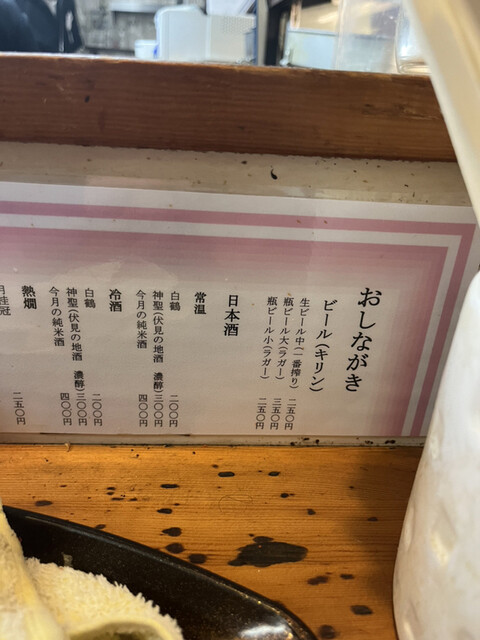 おしながき
ビール（キリン）
生ビール中（一番搾り） 二五〇円
瓶ビール大（ラガー） 三五〇円
瓶ビール小（ラガー） 二五〇円
日本酒
常温
白鶴 二〇〇円
神聖（伏見の地酒 濃醇） 三〇〇円
今月の純米酒 四〇〇円
冷酒
白鶴 二〇〇円
神聖（伏見の地酒 濃醇） 三〇〇円
今月の純米酒 四〇〇円
熱燗
月桂冠 二五〇円